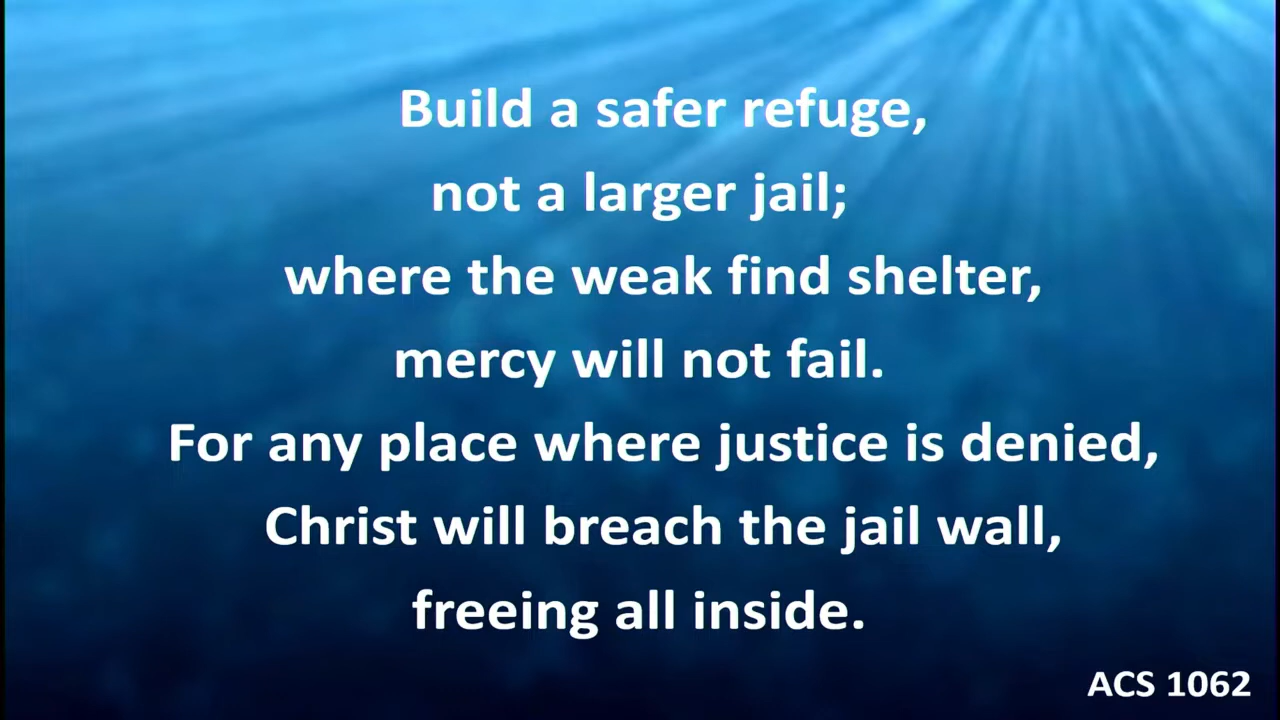 Build a safer refuge,
not a larger jail;
where the weak find shelter,
mercy will not fail.
For any place where justice is denied,
Christ will breach the jail wall,
freeing all inside.
ACS 1062